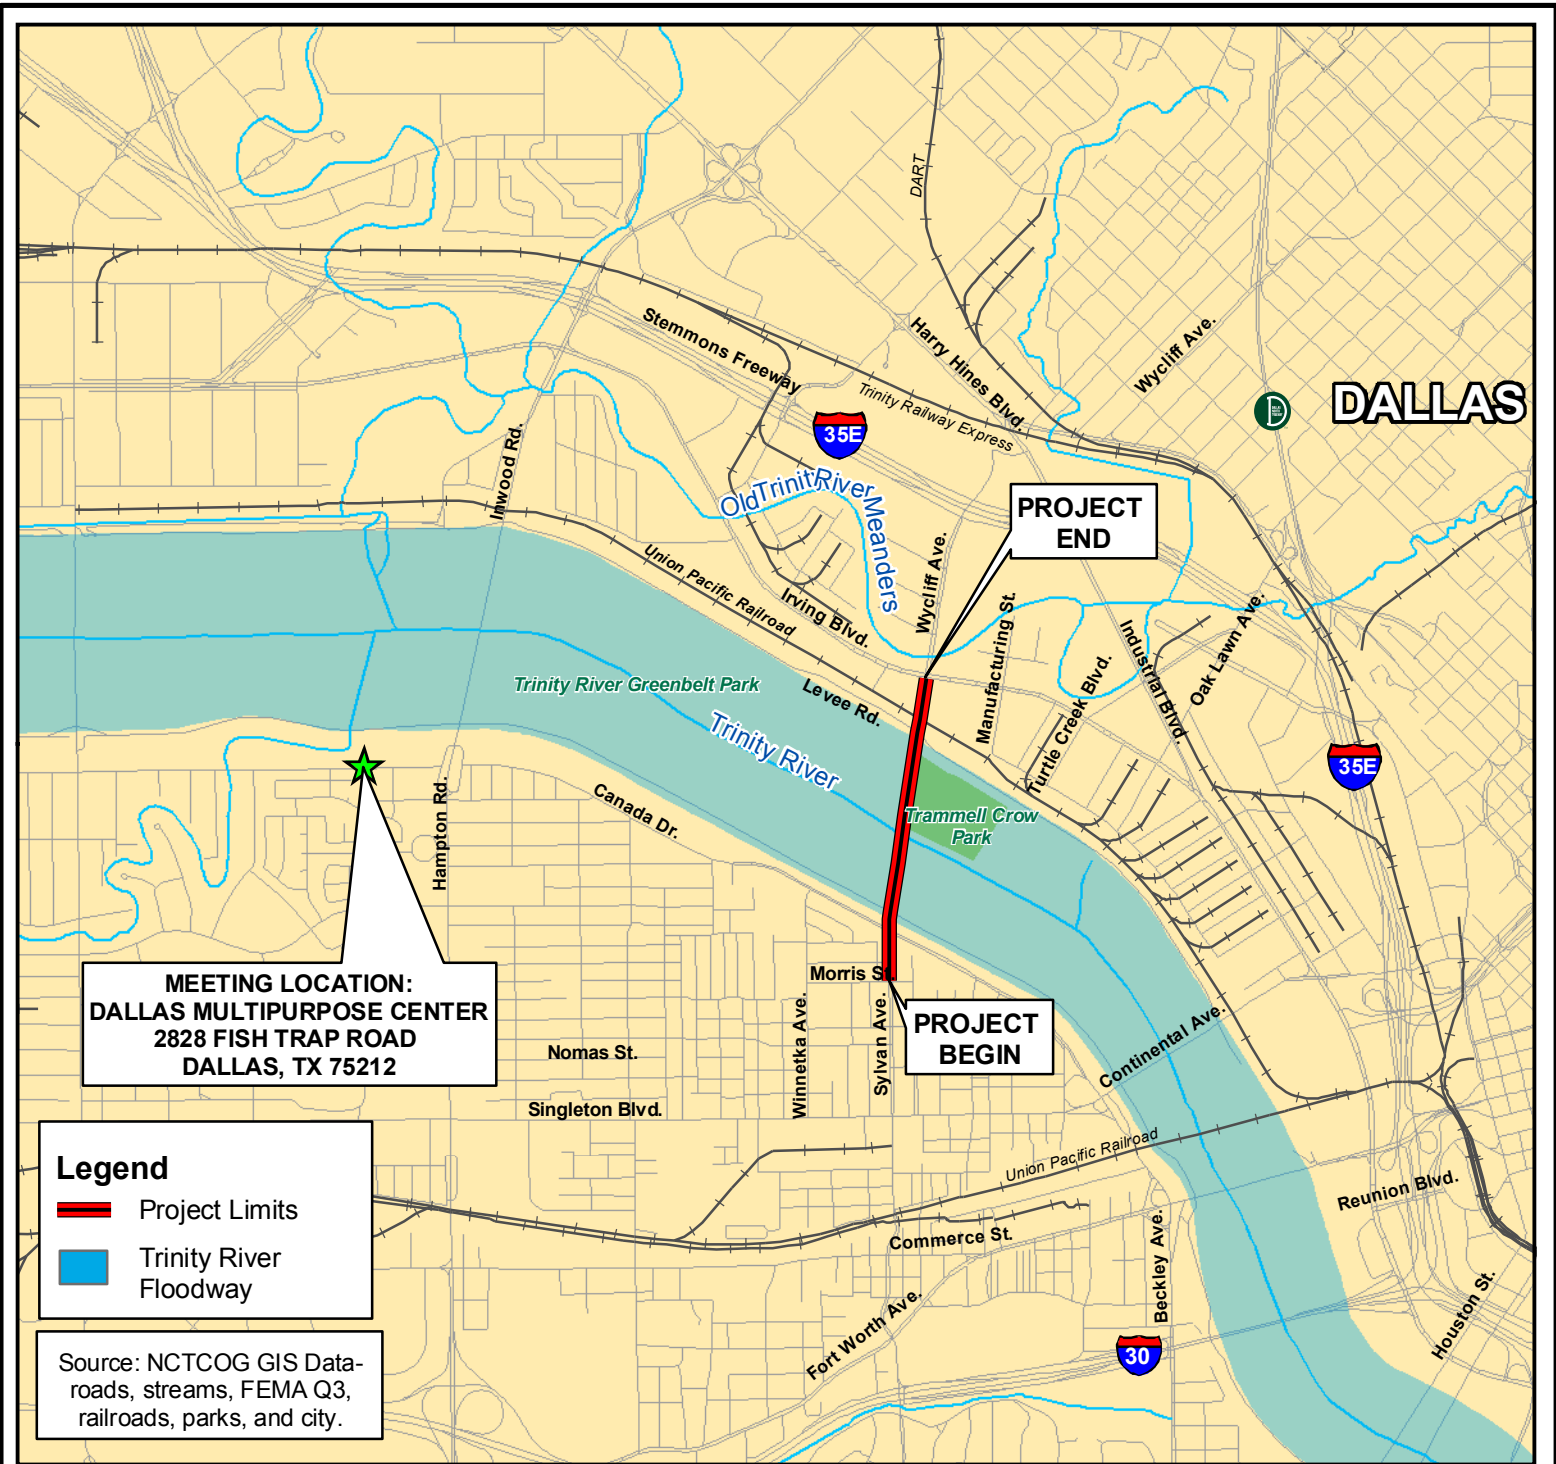 DART
Stemmons Freeway
Harry Hines Blvd.
Wycliff Ave.
Trinity Railway Express
35E
D
DALLAS
Inwood Rd.
OldTrinitRiverMeanders
PROJECT
END
Union Pacific Railroad
Irving Blvd.
Wycliff Ave.
Manufacturing St.
Industrial Blvd.
Oak Lawn Ave.
Turtle Creek Blvd.
Trinity River Greenbelt Park
Levee Rd.
Trinity River
35E
Canada Dr.
Hampton Rd.
Trammell Crow
Park
MEETING LOCATION:
DALLAS MULTIPURPOSE CENTER
2828 FISH TRAP ROAD
DALLAS, TX 75212
Morris St.
PROJECT
BEGIN
Winnetka Ave.
Sylvan Ave.
Nomas St.
Singleton Blvd.
Continental Ave.
Union Pacific Railroad
Reunion Blvd.
Commerce St.
Beckley Ave.
Fort Worth Ave.
30
Houston St.
Legend
Project Limits
Trinity River
Floodway
Source: NCTCOG GIS Data-
roads, streams, FEMA Q3,
railroads, parks, and city.